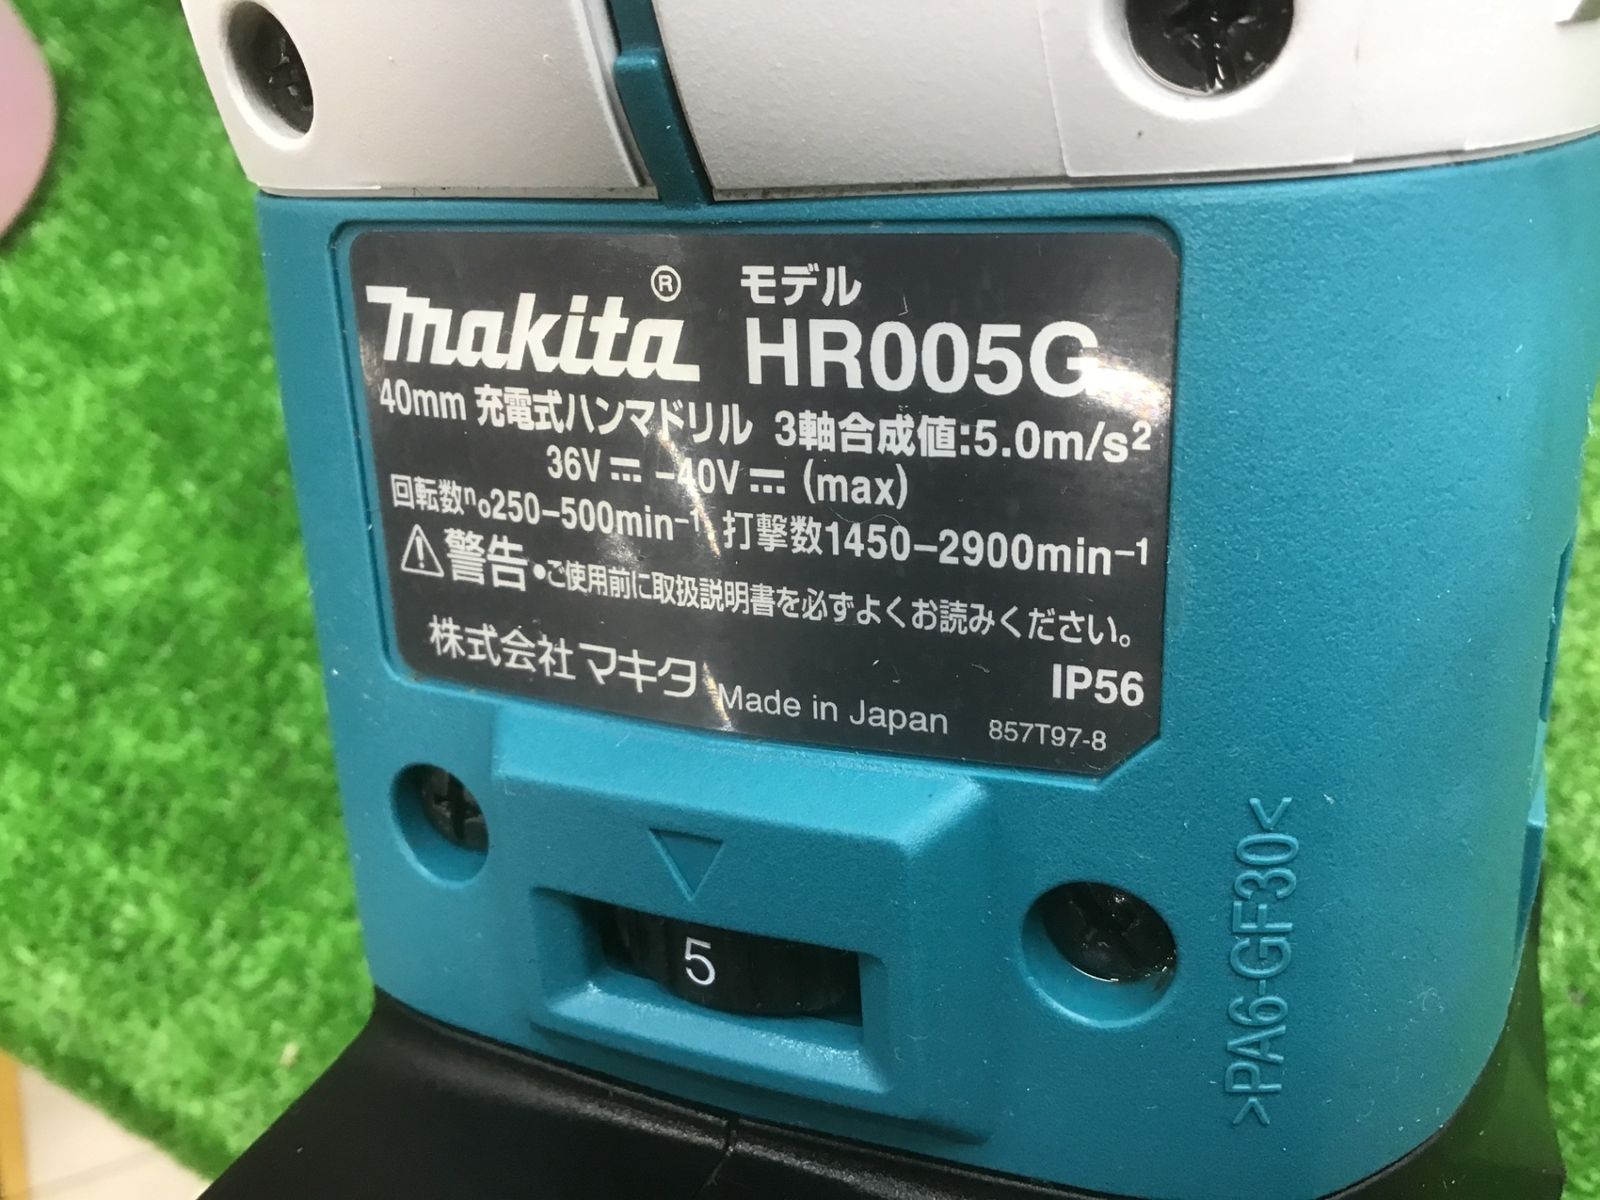 makita® モデル
HR005G
40mm 充電式ハンマドリル 3軸合成値:5.0m/s²
36V⎓ -40V⎓ (max)
回転数n₀250-500min⁻¹ 打撃数1450-2900min⁻¹
⚠警告•ご使用前に取扱説明書を必ずよくお読みください。
株式会社マキタ Made in Japan IP56
857T97-8
5
>PA6-GF30<